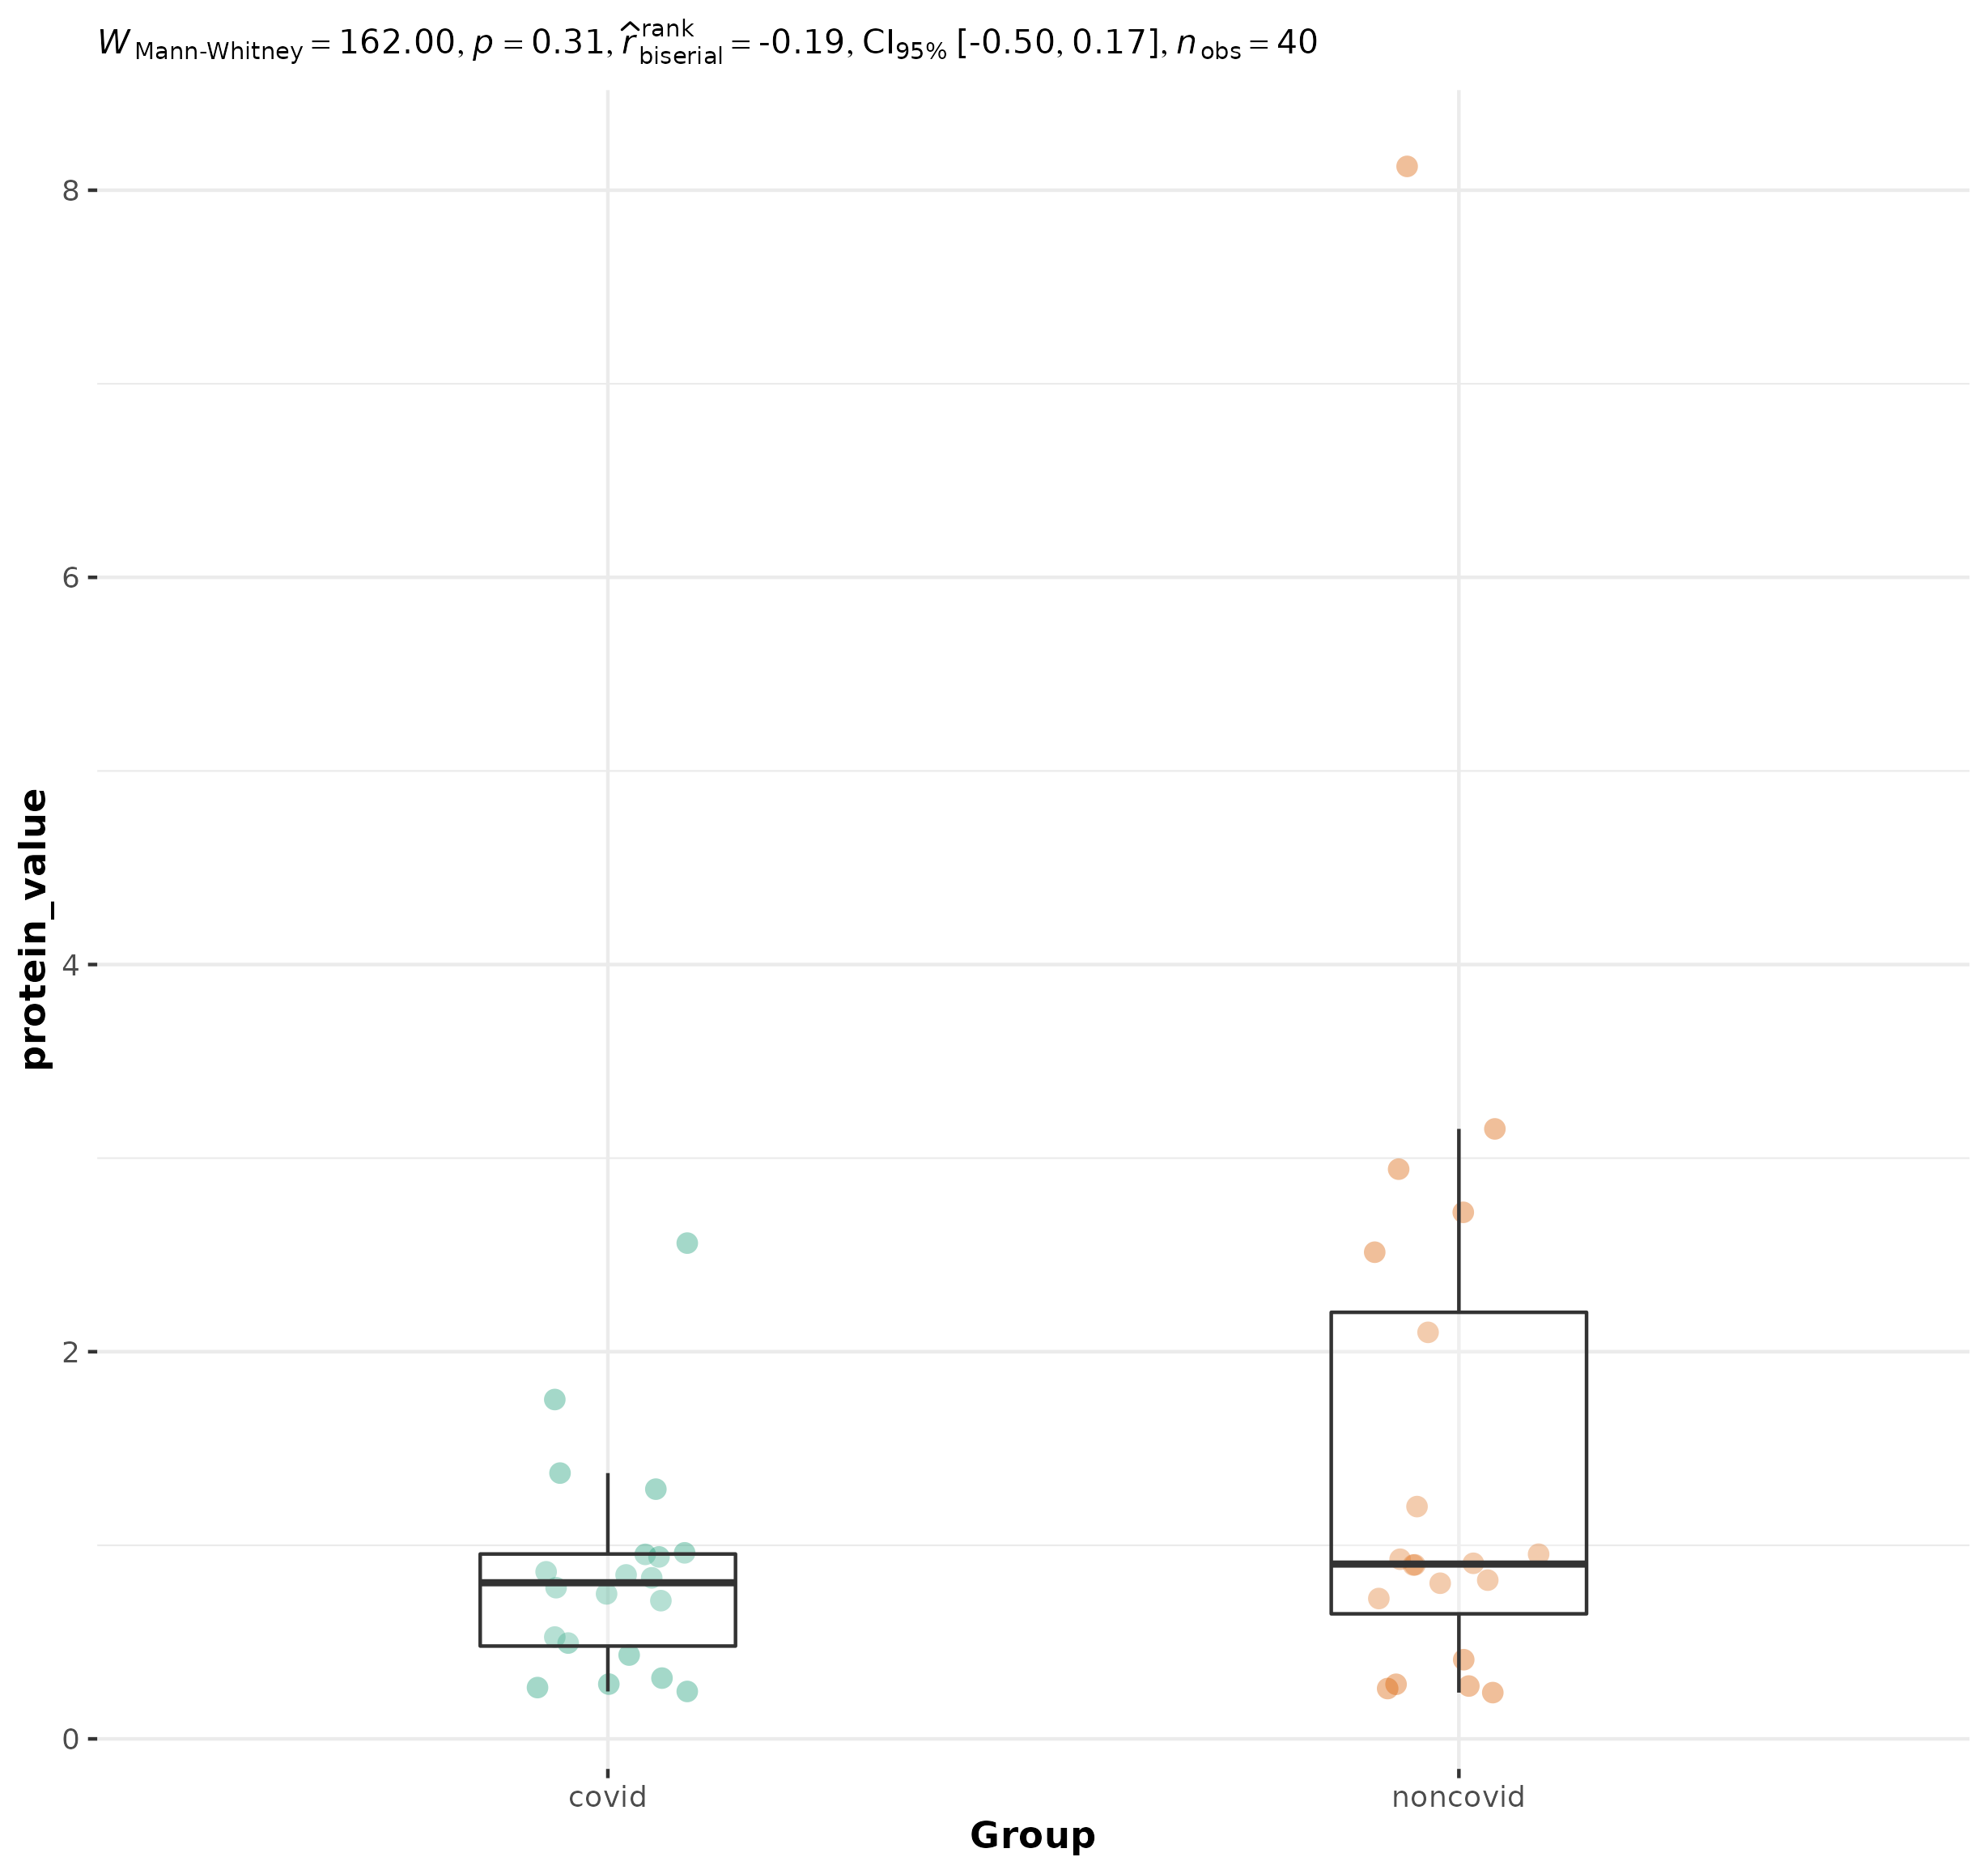 W Mann-Whitney = 162.00, p = 0.31, r̂ rank biserial = -0.19, CI95% [-0.50, 0.17], n obs = 40
8
6
4
2
0
protein_value
covid noncovid
Group